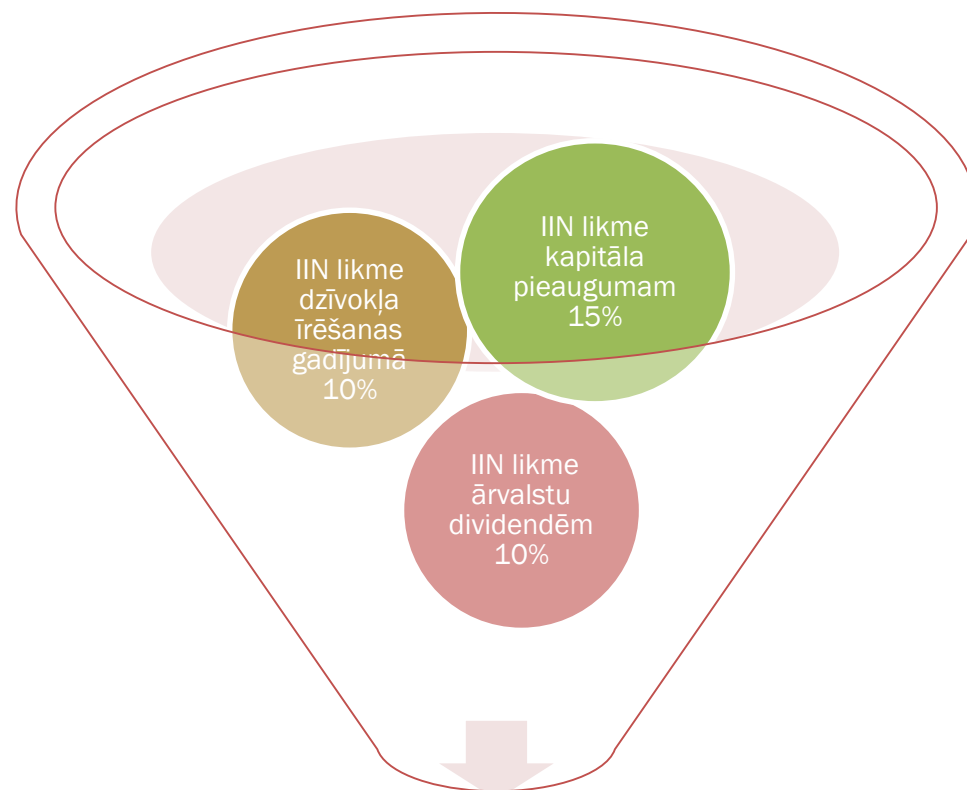 IIN likme
kapitāla
pieaugumam
15%
IIN likme
dzīvokļa
īrēšanas
gadījumā
10%
IIN likme
ārvalstu
dividendēm
10%